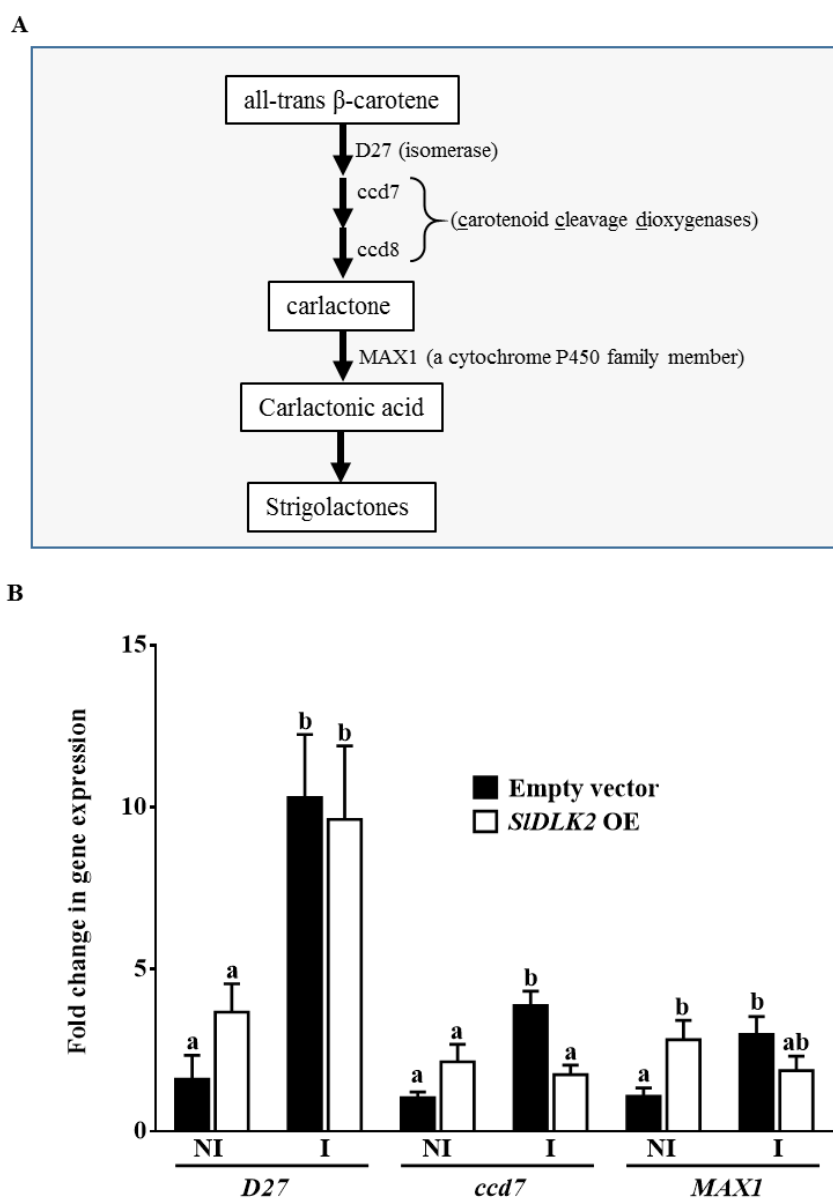 A
all-trans β-carotene
D27 (isomerase)
ccd7
(carotenoid cleavage dioxygenases)
ccd8
carlactone
MAX1 (a cytochrome P450 family member)
Carlactonic acid
Strigolactones
B
Fold change in gene expression
15
10
5
0
Empty vector
SlDLK2 OE
a
a
b
b
a
a
b
a
a
b
b
ab
NI
I
NI
I
NI
I
D27
ccd7
MAX1